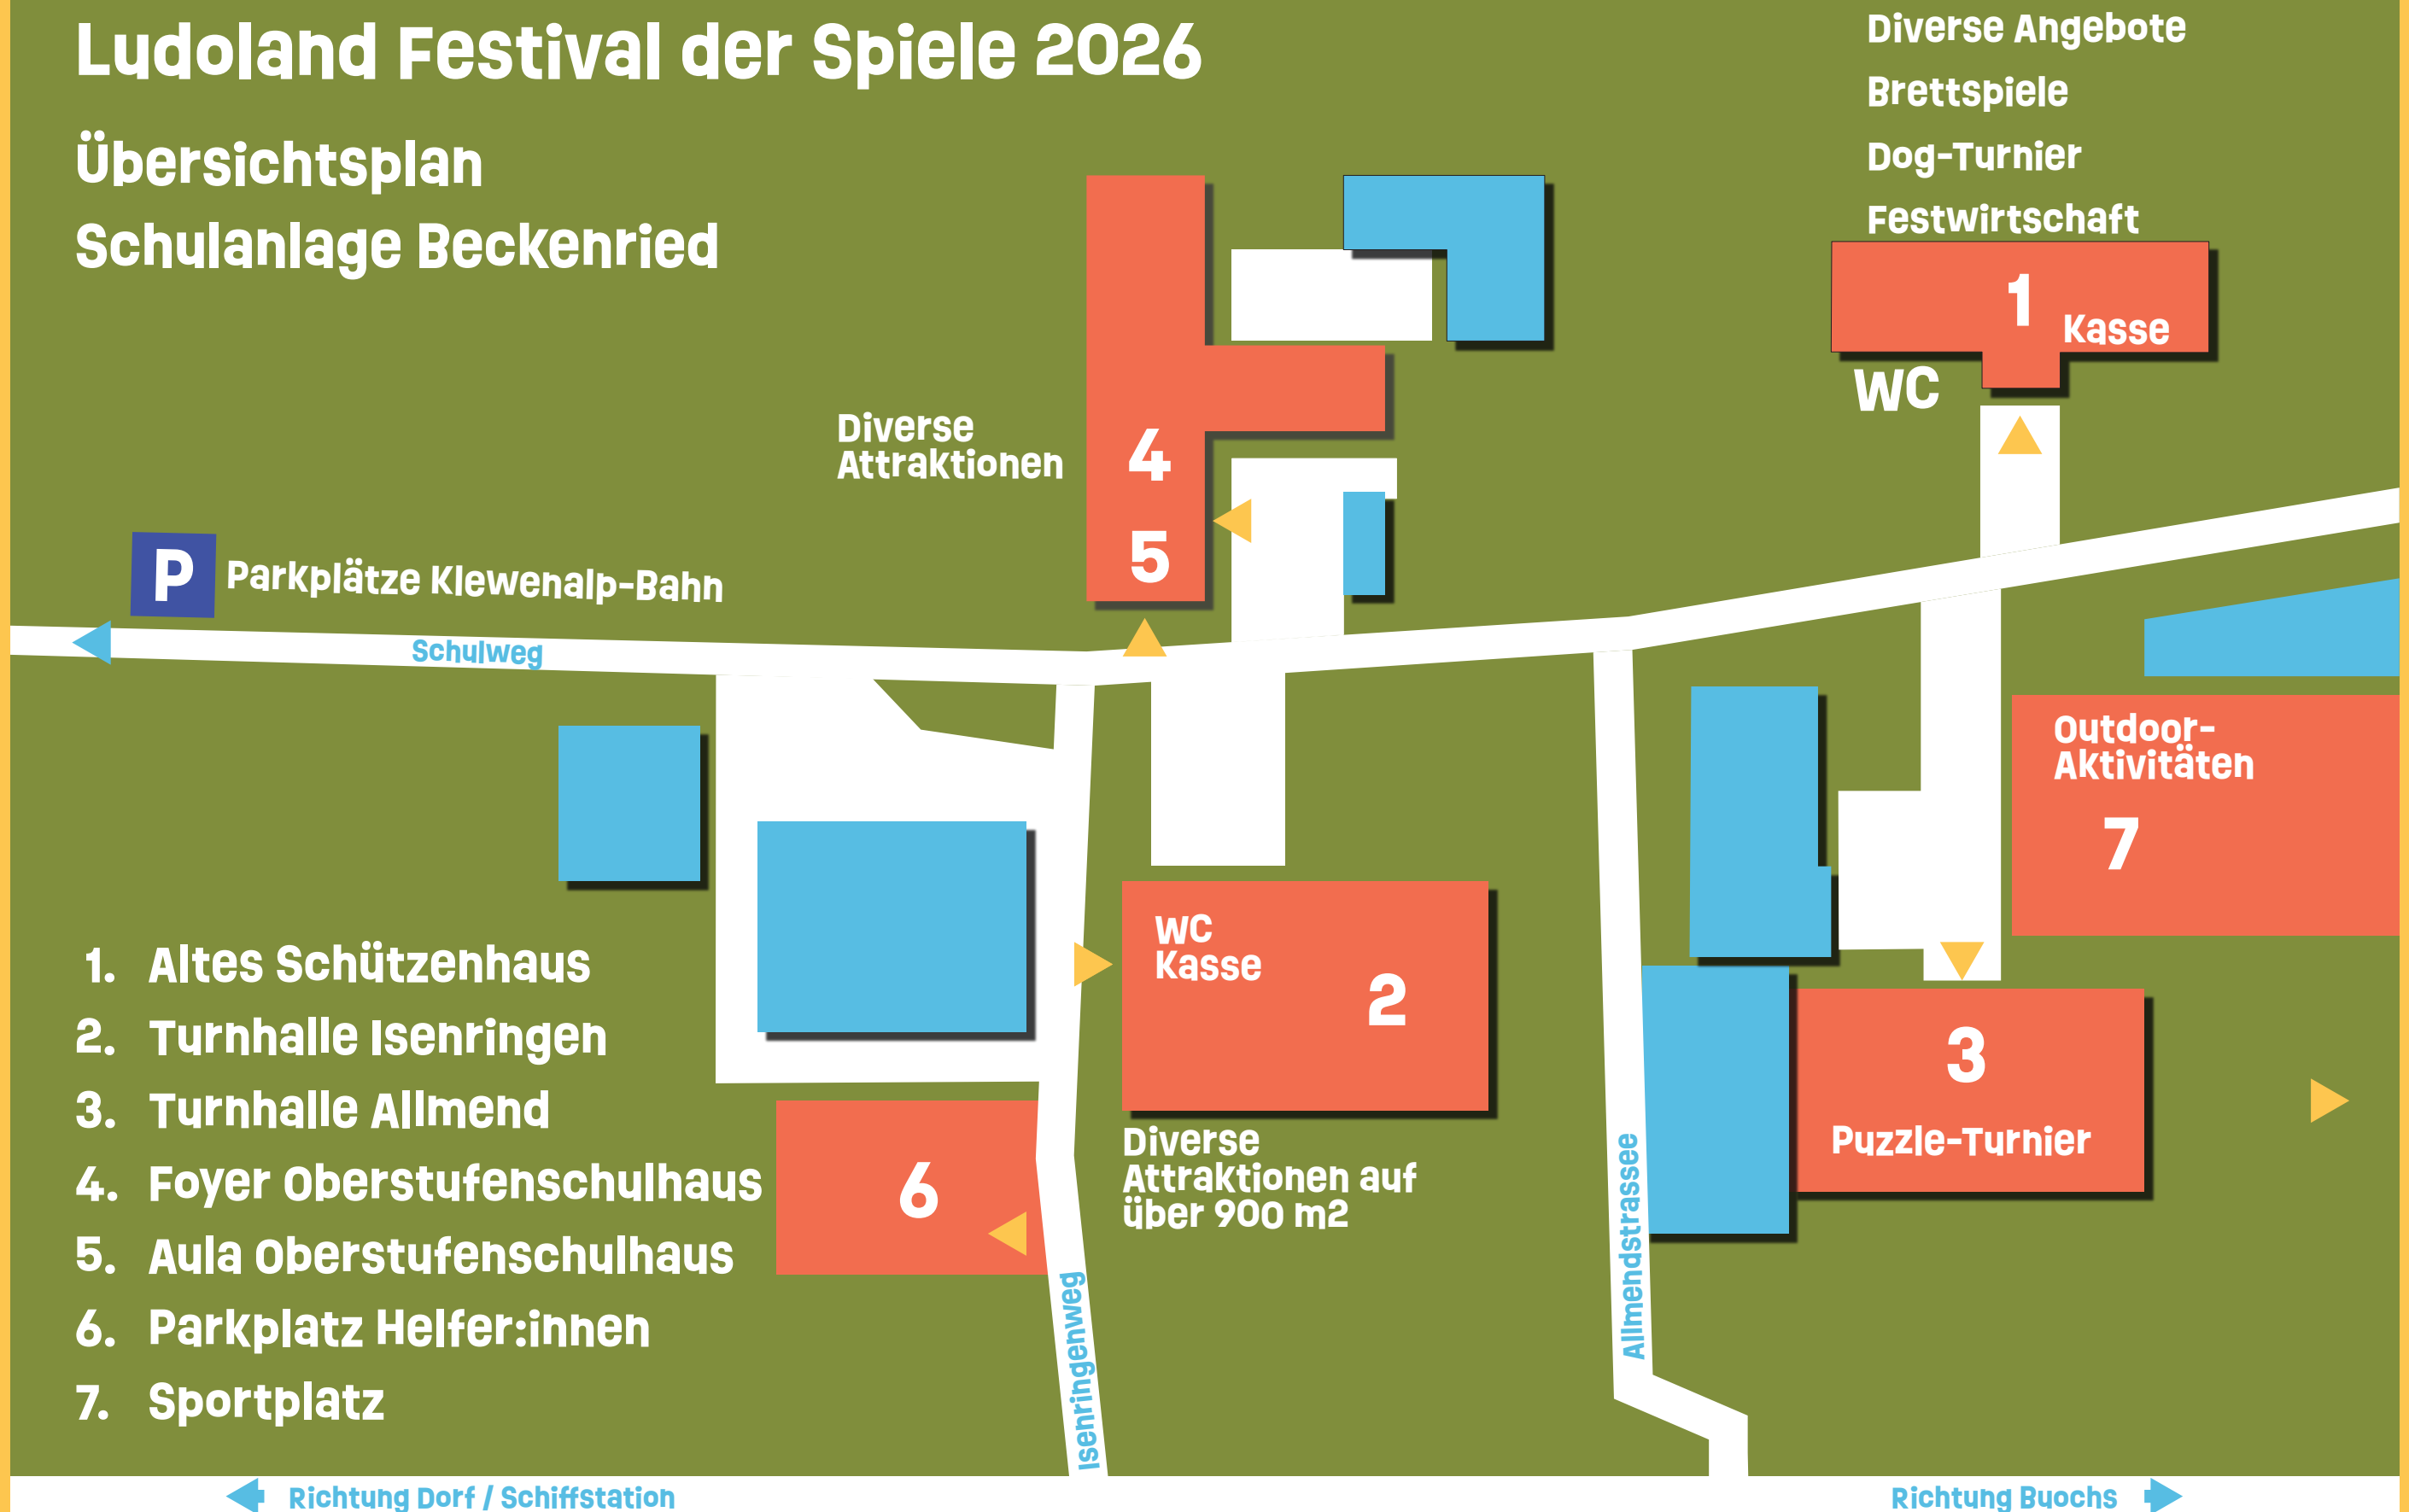 Ludoland Festival der Spiele 2026
Übersichtsplan
Schulanlage Beckenried
Diverse Angebote
Brettspiele
Dog-Turnier
Festwirtschaft
1
Kasse
WC
Diverse
Attraktionen
4
5
P
Parkplätze Klewenalp-Bahn
Schulweg
Outdoor-
Aktivitäten
7
WC
Kasse
2
Diverse
Attraktionen auf
über 900 m2
3
Puzzle-Turnier
6
Isenringenweg
Allmendstrassee
1. Altes Schützenhaus
2. Turnhalle Isenringen
3. Turnhalle Allmend
4. Foyer Oberstufenschulhaus
5. Aula Oberstufenschulhaus
6. Parkplatz Helfer:innen
7. Sportplatz
Richtung Dorf / Schiffstation
Richtung Buochs